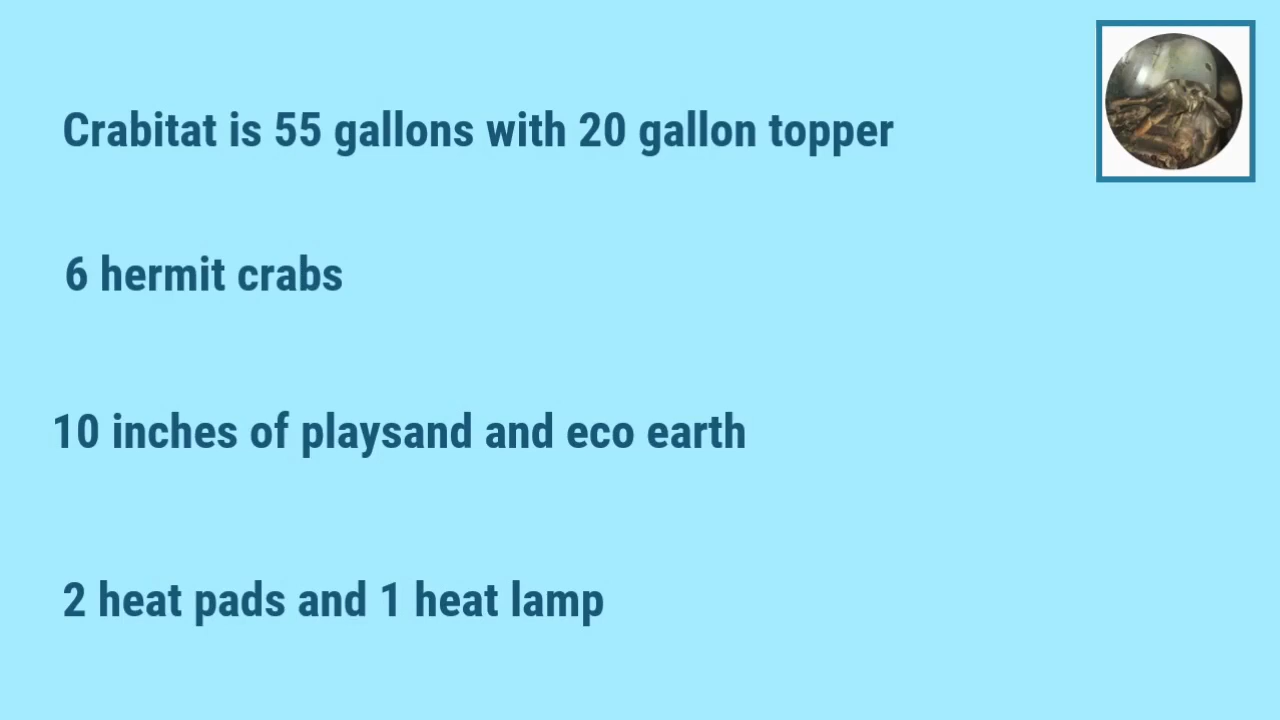 Crabitat is 55 gallons with 20 gallon topper
6 hermit crabs
10 inches of playsand and eco earth
2 heat pads and 1 heat lamp